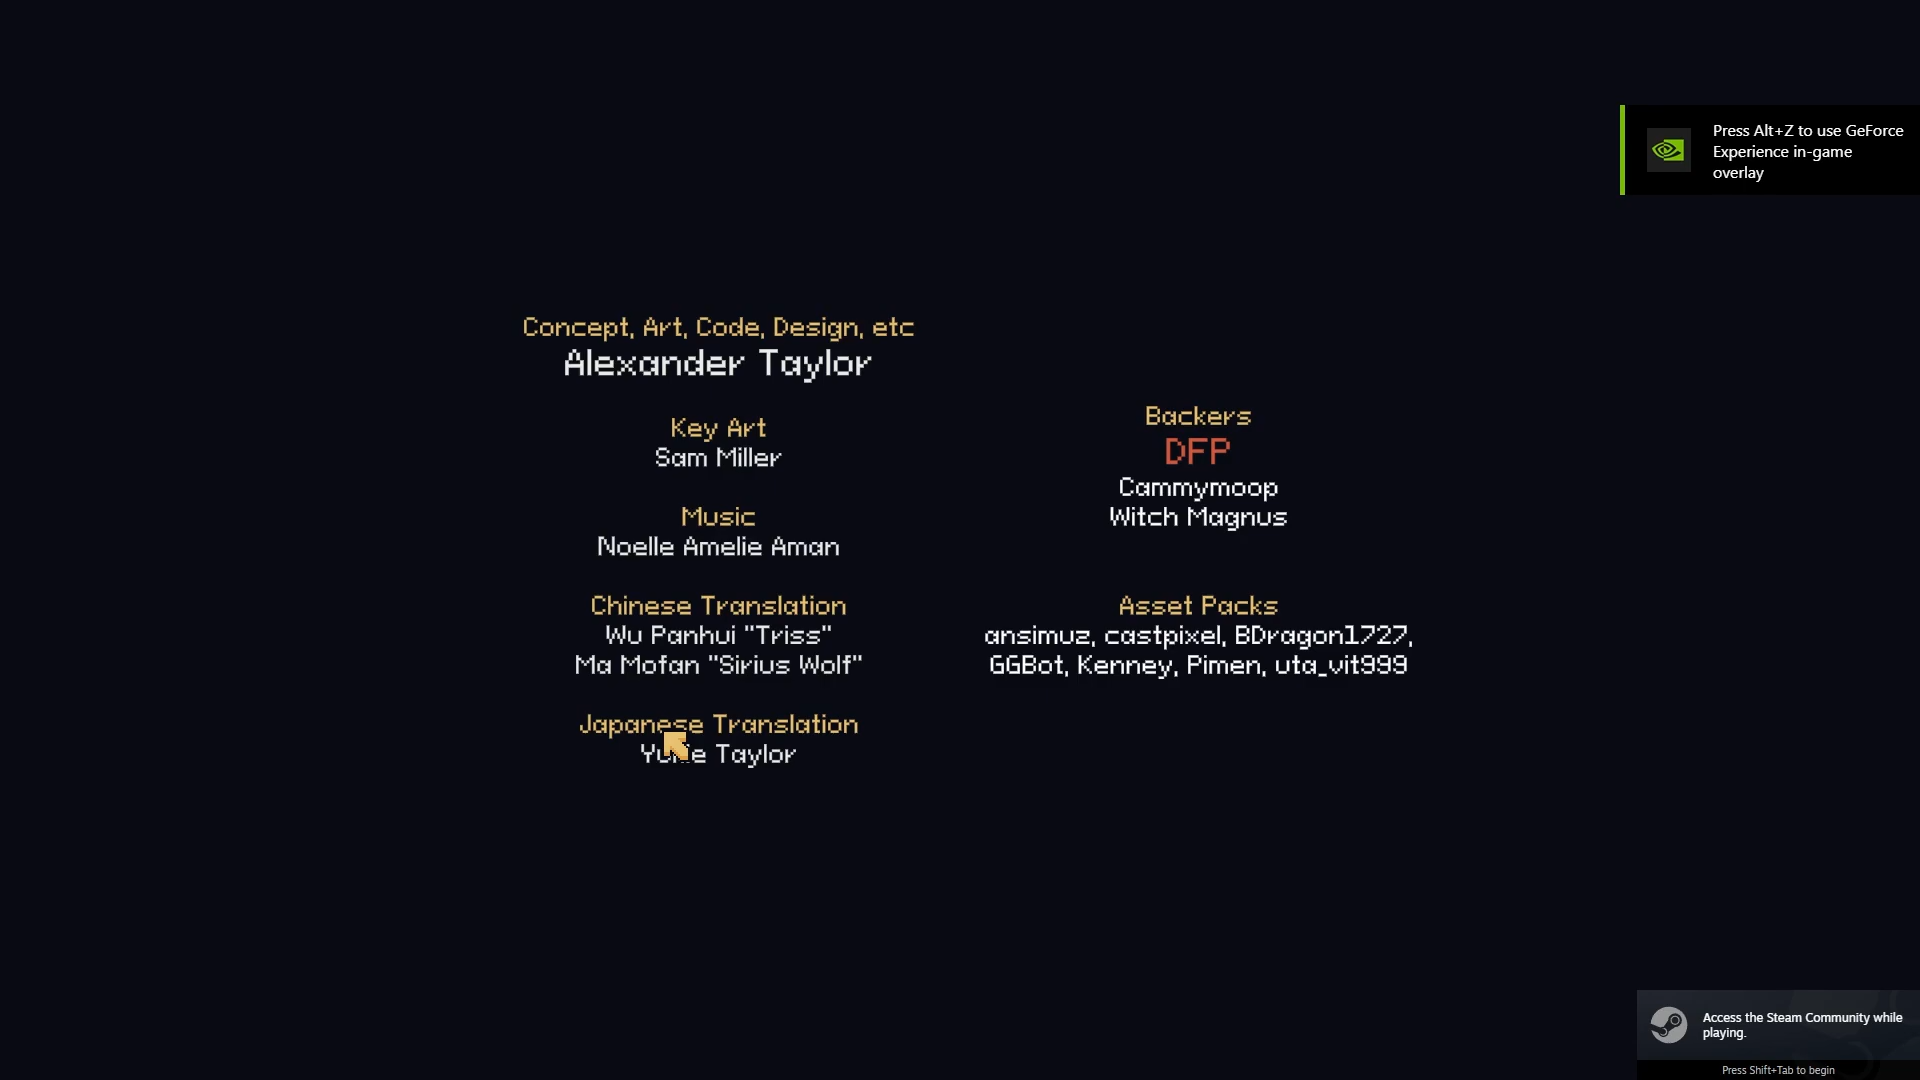 Concept, Art, Code, Design, etc
Alexander Taylor
Key Art
Sam Miller
Music
Noelle Amelie Aman
Chinese Translation
Wu Panhui "Triss"
Ma Mofan "Sirius Wolf"
Japanese Translation
Taylor
Backers
DFP
Cammymoop
Witch Magnus
Asset Packs
ansimuz, castpixel, BDragon1727,
GGBot, Kenney, Pimen, uta_vit999
Press Alt+Z to use GeForce
Experience in-game
overlay
Access the Steam Community while
playing.
Press Shift+Tab to begin